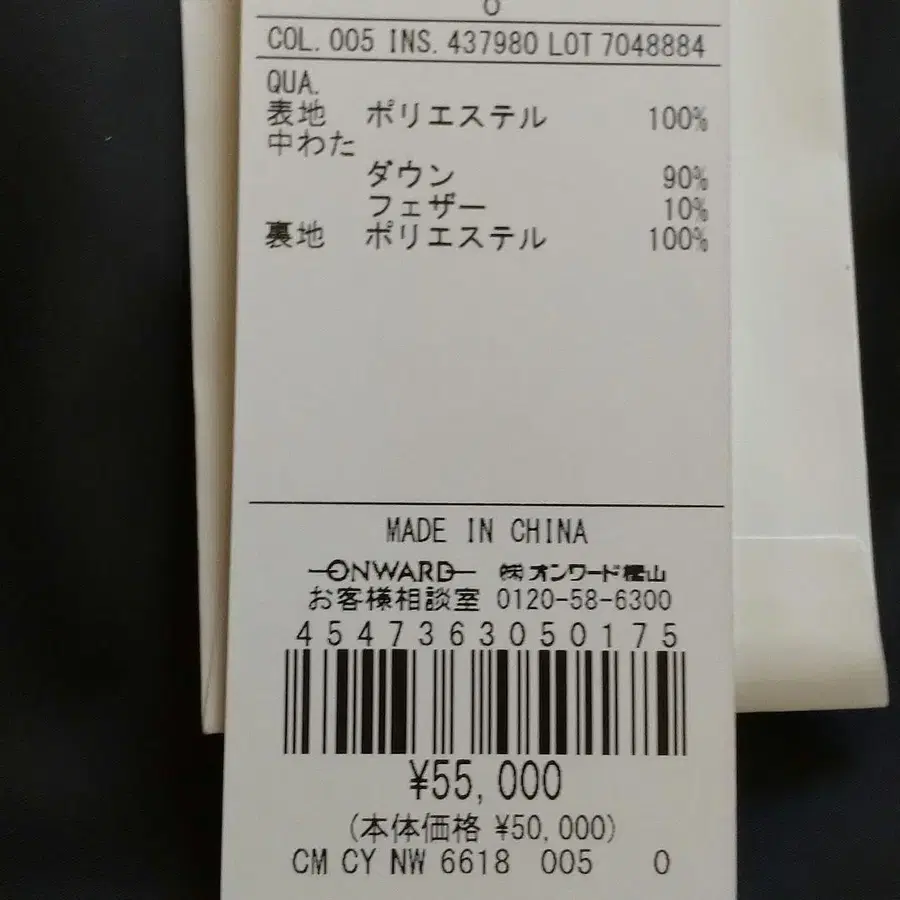 0
COL. 005 INS. 437980 LOT 7048884
QUA.
表地 ポリエステル 100%
中わた
ダウン 90%
フェザー 10%
裏地 ポリエステル 100%
MADE IN CHINA
ONWARD ㈱オンワード樫山
お客様相談室 0120-58-6300
4547363050175
¥55,000
(本体価格 ¥50,000)
CM CY NW 6618 005 0